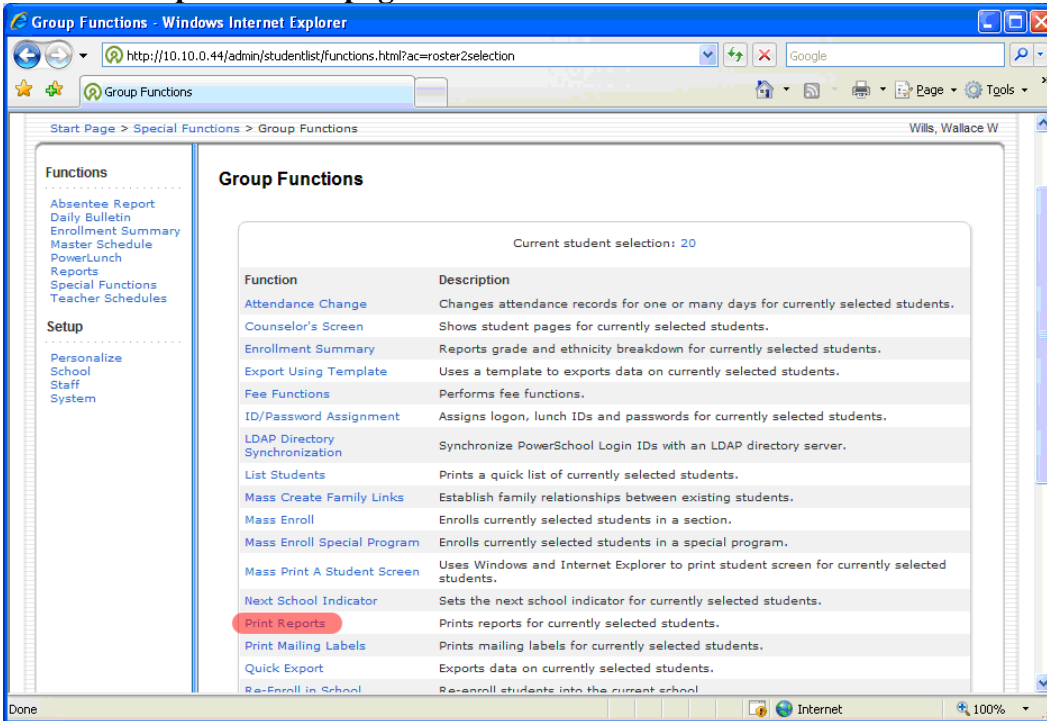 Group Functions - Windows Internet Explorer
http://10.10.0.44/admin/studentlist/functions.html?ac=roster2selection
Google
Group Functions
Page
Tools
Start Page > Special Functions > Group Functions
Wills, Wallace W
Functions
Absentee Report
Daily Bulletin
Enrollment Summary
Master Schedule
PowerLunch
Reports
Special Functions
Teacher Schedules
Setup
Personalize
School
Staff
System
Group Functions
Current student selection: 20
Function Description
Attendance Change Changes attendance records for one or many days for currently selected students.
Counselor's Screen Shows student pages for currently selected students.
Enrollment Summary Reports grade and ethnicity breakdown for currently selected students.
Export Using Template Uses a template to exports data on currently selected students.
Fee Functions Performs fee functions.
ID/Password Assignment Assigns logon, lunch IDs and passwords for currently selected students.
LDAP Directory
Synchronization
Synchronize PowerSchool Login IDs with an LDAP directory server.
List Students Prints a quick list of currently selected students.
Mass Create Family Links Establish family relationships between existing students.
Mass Enroll Enrolls currently selected students in a section.
Mass Enroll Special Program Enrolls currently selected students in a special program.
Mass Print A Student Screen Uses Windows and Internet Explorer to print student screen for currently selected
students.
Next School Indicator Sets the next school indicator for currently selected students.
Print Reports Prints reports for currently selected students.
Print Mailing Labels Prints mailing labels for currently selected students.
Quick Export Exports data on currently selected students.
Re-Enroll in School Re-enroll students into the current school
Done
Internet
100%